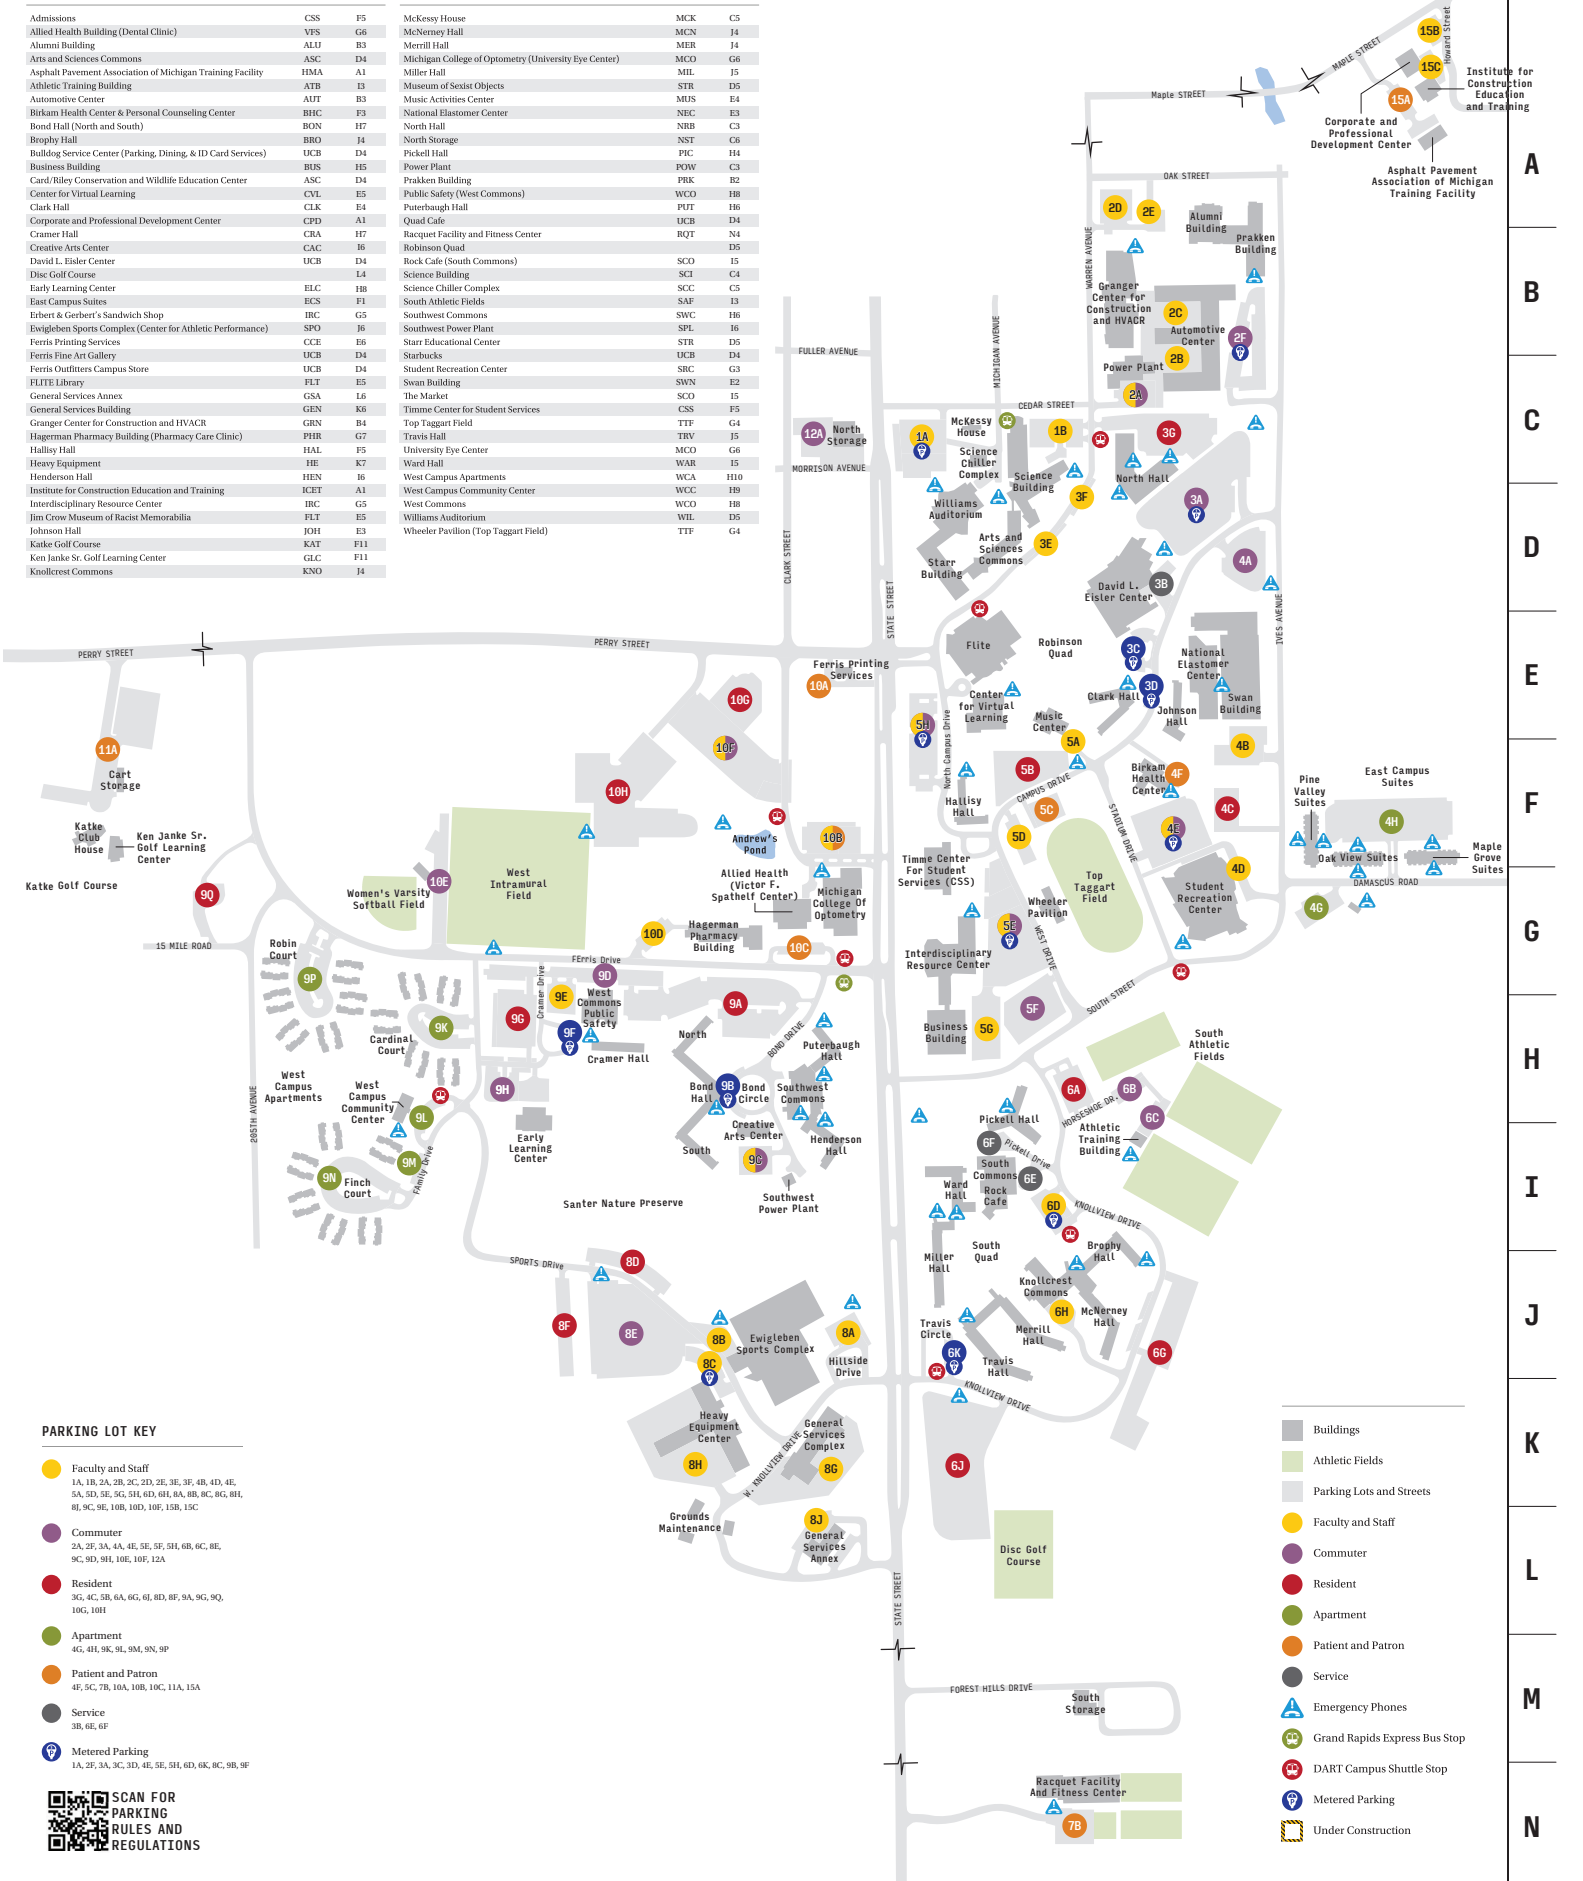 Admissions CSS F5
Allied Health Building (Dental Clinic) VFS G6
Alumni Building ALU B3
Arts and Sciences Commons ASC D4
Asphalt Pavement Association of Michigan Training Facility HMA A1
Athletic Training Building ATB I3
Automotive Center AUT B3
Birkam Health Center & Personal Counseling Center BHC F3
Bond Hall (North and South) BON H7
Brophy Hall BRO J4
Bulldog Service Center (Parking, Dining, & ID Card Services) UCB D4
Business Building BUS H5
Card/Riley Conservation and Wildlife Education Center ASC D4
Center for Virtual Learning CVL E5
Clark Hall CLK E4
Corporate and Professional Development Center CPD A1
Cramer Hall CRA H7
Creative Arts Center CAC I6
David L. Eisler Center UCB D4
Disc Golf Course L4
Early Learning Center ELC H8
East Campus Suites ECS F1
Erbert & Gerbert's Sandwich Shop IRC G5
Ewigleben Sports Complex (Center for Athletic Performance) SPO J6
Ferris Printing Services CCE E6
Ferris Fine Art Gallery UCB D4
Ferris Outfitters Campus Store UCB D4
FLITE Library FLT E5
General Services Annex GSA L6
General Services Building GEN K6
Granger Center for Construction and HVACR GRN B4
Hagerman Pharmacy Building (Pharmacy Care Clinic) PHR G7
Hallisy Hall HAL F5
Heavy Equipment HE K7
Henderson Hall HEN I6
Institute for Construction Education and Training ICET A1
Interdisciplinary Resource Center IRC G5
Jim Crow Museum of Racist Memorabilia FLT E5
Johnson Hall JOH E3
Katke Golf Course KAT F11
Ken Janke Sr. Golf Learning Center GLC F11
Knollcrest Commons KNO J4
McKessy House MCK C5
McNerney Hall MCN J4
Merrill Hall MER J4
Michigan College of Optometry (University Eye Center) MCO G6
Miller Hall MIL J5
Museum of Sexist Objects STR D5
Music Activities Center MUS E4
National Elastomer Center NEC E3
North Hall NRB C3
North Storage NST C6
Pickell Hall PIC H4
Power Plant POW C3
Prakken Building PRK B2
Public Safety (West Commons) WCO H8
Puterbaugh Hall PUT H6
Quad Cafe UCB D4
Racquet Facility and Fitness Center RQT N4
Robinson Quad D5
Rock Cafe (South Commons) SCO I5
Science Building SCI C4
Science Chiller Complex SCC C5
South Athletic Fields SAF I3
Southwest Commons SWC H6
Southwest Power Plant SPL I6
Starr Educational Center STR D5
Starbucks UCB D4
Student Recreation Center SRC G3
Swan Building SWN E2
The Market SCO I5
Timme Center for Student Services CSS F5
Top Taggart Field TTF G4
Travis Hall TRV J5
University Eye Center MCO G6
Ward Hall WAR I5
West Campus Apartments WCA H10
West Campus Community Center WCC H9
West Commons WCO H8
Williams Auditorium WIL D5
Wheeler Pavilion (Top Taggart Field) TTF G4
15B
Howard Street
MAPLE STREET
15C
15A
Institute for
Construction
Education
and Training
Maple STREET
Corporate and
Professional
Development Center
Asphalt Pavement
Association of Michigan
Training Facility
A
OAK STREET
2D
2E
Alumni
Building
Prakken
Building
WARREN AVENUE
B
Granger
Center for
Construction
and HVACR
2C
Automotive
Center
2F
2B
Power Plant
2A
FULLER AVENUE
MICHIGAN AVENUE
CEDAR STREET
C
12A
North
Storage
MORRISON AVENUE
1A
McKessy
House
1B
3G
Science
Chiller
Complex
Science
Building
North Hall
3F
3A
Williams
Auditorium
D
CLARK STREET
STATE STREET
Arts and
Sciences
Commons
3E
Starr
Building
David L.
Eisler Center
3B
4A
IVES AVENUE
PERRY STREET
PERRY STREET
Flite
Robinson
Quad
3C
National
Elastomer
Center
E
Ferris Printing
Services
10A
10G
Center
for Virtual
Learning
Clark Hall
3D
Johnson
Hall
Swan
Building
5H
North Campus Drive
Music
Center
5A
4B
11A
Cart
Storage
10F
10H
5B
CAMPUS DRIVE
5C
Birkam
Health
Center
4F
4C
Pine
Valley
Suites
East Campus
Suites
F
4H
Hallisy
Hall
5D
STADIUM DRIVE
4E
Katke
Club
House
Ken Janke Sr.
Golf Learning
Center
Andrew's
Pond
10B
Oak View Suites
Maple
Grove
Suites
Katke Golf Course
9Q
Women's Varsity
Softball Field
10E
West
Intramural
Field
Allied Health
(Victor F.
Spathelf Center)
Michigan
College Of
Optometry
Timme Center
For Student
Services (CSS)
Top
Taggart
Field
4D
Student
Recreation
Center
DAMASCUS ROAD
4G
Wheeler
Pavilion
G
15 MILE ROAD
Robin
Court
9P
10D
Hagerman
Pharmacy
Building
10C
5E
WEST DRIVE
Interdisciplinary
Resource Center
FErris Drive
9D
Cramer Drive
9E
West
Commons
Public
Safety
9A
5F
SOUTH STREET
9K
Cardinal
Court
9G
9F
Cramer Hall
North
BOND DRIVE
Puterbaugh
Hall
Business
Building
5G
South
Athletic
Fields
H
West
Campus
Apartments
West
Campus
Community
Center
9H
Bond
Hall
9B
Bond
Circle
Southwest
Commons
6A
6B
HORSESHOE DR.
6C
205TH AVENUE
9L
Early
Learning
Center
Creative
Arts Center
Henderson
Hall
Pickell Hall
Athletic
Training
Building
South
9C
6F
Pickell Drive
9M
FAmily Drive
9N
Finch
Court
South
Commons
Rock
Cafe
6E
I
Santer Nature Preserve
Southwest
Power Plant
Ward
Hall
6D
KNOLLVIEW DRIVE
SPORTS DRive
8D
Miller
Hall
South
Quad
Brophy
Hall
Knollcrest
Commons
6H
McNerney
Hall
J
8F
8E
8B
Ewigleben
Sports Complex
8A
Travis
Circle
Merrill
Hall
6K
Travis
Hall
6G
8C
Hillside
Drive
KNOLLVIEW DRIVE
Heavy
Equipment
Center
General
Services
Complex
K
8H
W. KNOLLVIEW DRIVE
8G
6J
Grounds
Maintenance
8J
General
Services
Annex
Disc Golf
Course
L
STATE STREET
FOREST HILLS DRIVE
South
Storage
M
Racquet Facility
And Fitness Center
7B
N
PARKING LOT KEY
Faculty and Staff
1A, 1B, 2A, 2B, 2C, 2D, 2E, 3E, 3F, 4B, 4D, 4E,
5A, 5D, 5E, 5G, 5H, 6D, 6H, 8A, 8B, 8C, 8G, 8H,
8J, 9C, 9E, 10B, 10D, 10F, 15B, 15C
Commuter
2A, 2F, 3A, 4A, 4E, 5E, 5F, 5H, 6B, 6C, 8E,
9C, 9D, 9H, 10E, 10F, 12A
Resident
3G, 4C, 5B, 6A, 6G, 6J, 8D, 8F, 9A, 9G, 9Q,
10G, 10H
Apartment
4G, 4H, 9K, 9L, 9M, 9N, 9P
Patient and Patron
4F, 5C, 7B, 10A, 10B, 10C, 11A, 15A
Service
3B, 6E, 6F
Metered Parking
1A, 2F, 3A, 3C, 3D, 4E, 5E, 5H, 6D, 6K, 8C, 9B, 9F
SCAN FOR
PARKING
RULES AND
REGULATIONS
Buildings
Athletic Fields
Parking Lots and Streets
Faculty and Staff
Commuter
Resident
Apartment
Patient and Patron
Service
Emergency Phones
Grand Rapids Express Bus Stop
DART Campus Shuttle Stop
Metered Parking
Under Construction